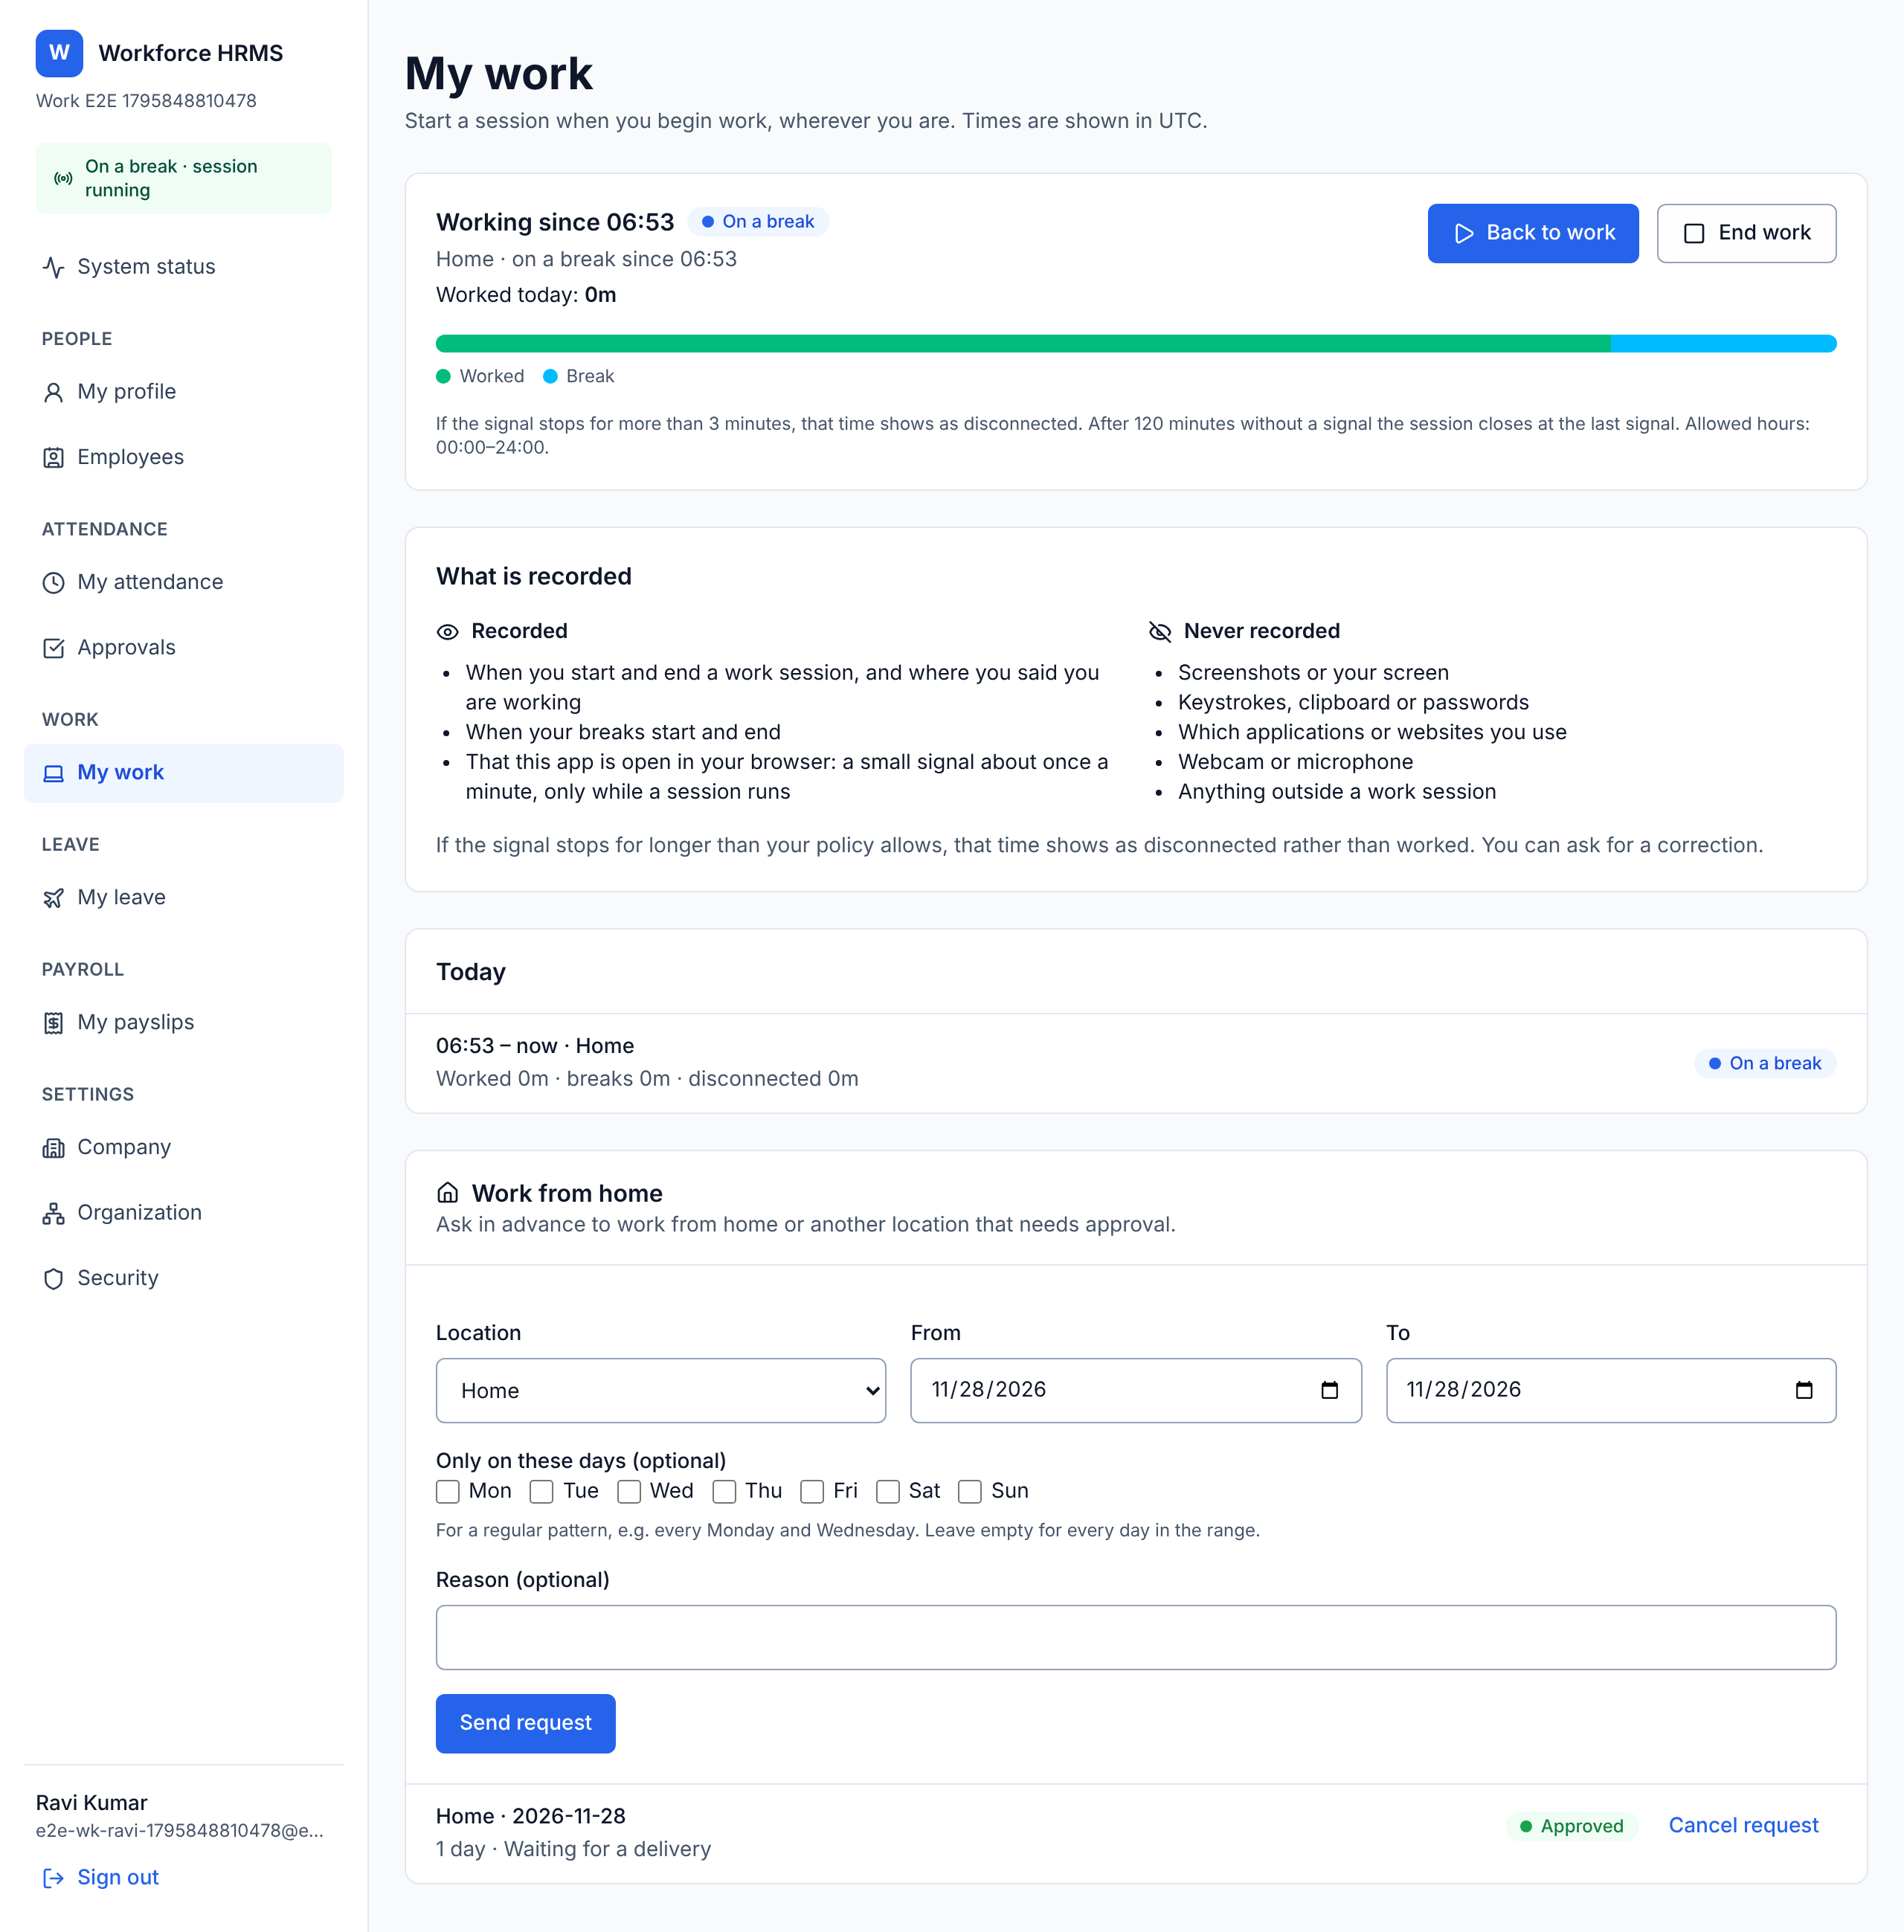 W
Workforce HRMS
Work E2E 1795848810478
On a break · session
running
System status
PEOPLE
My profile
Employees
ATTENDANCE
My attendance
Approvals
WORK
My work
LEAVE
My leave
PAYROLL
My payslips
SETTINGS
Company
Organization
Security
Ravi Kumar
e2e-wk-ravi-1795848810478@e...
Sign out
My work
Start a session when you begin work, wherever you are. Times are shown in UTC.
Working since 06:53
On a break
Home · on a break since 06:53
Worked today: 0m
Back to work
End work
Worked
Break
If the signal stops for more than 3 minutes, that time shows as disconnected. After 120 minutes without a signal the session closes at the last signal. Allowed hours:
00:00–24:00.
What is recorded
Recorded
• When you start and end a work session, and where you said you
are working
• When your breaks start and end
• That this app is open in your browser: a small signal about once a
minute, only while a session runs
Never recorded
• Screenshots or your screen
• Keystrokes, clipboard or passwords
• Which applications or websites you use
• Webcam or microphone
• Anything outside a work session
If the signal stops for longer than your policy allows, that time shows as disconnected rather than worked. You can ask for a correction.
Today
06:53 – now · Home
Worked 0m · breaks 0m · disconnected 0m
On a break
Work from home
Ask in advance to work from home or another location that needs approval.
Location
Home
From
11/28/2026
To
11/28/2026
Only on these days (optional)
Mon Tue Wed Thu Fri Sat Sun
For a regular pattern, e.g. every Monday and Wednesday. Leave empty for every day in the range.
Reason (optional)
Send request
Home · 2026-11-28
1 day · Waiting for a delivery
Approved
Cancel request